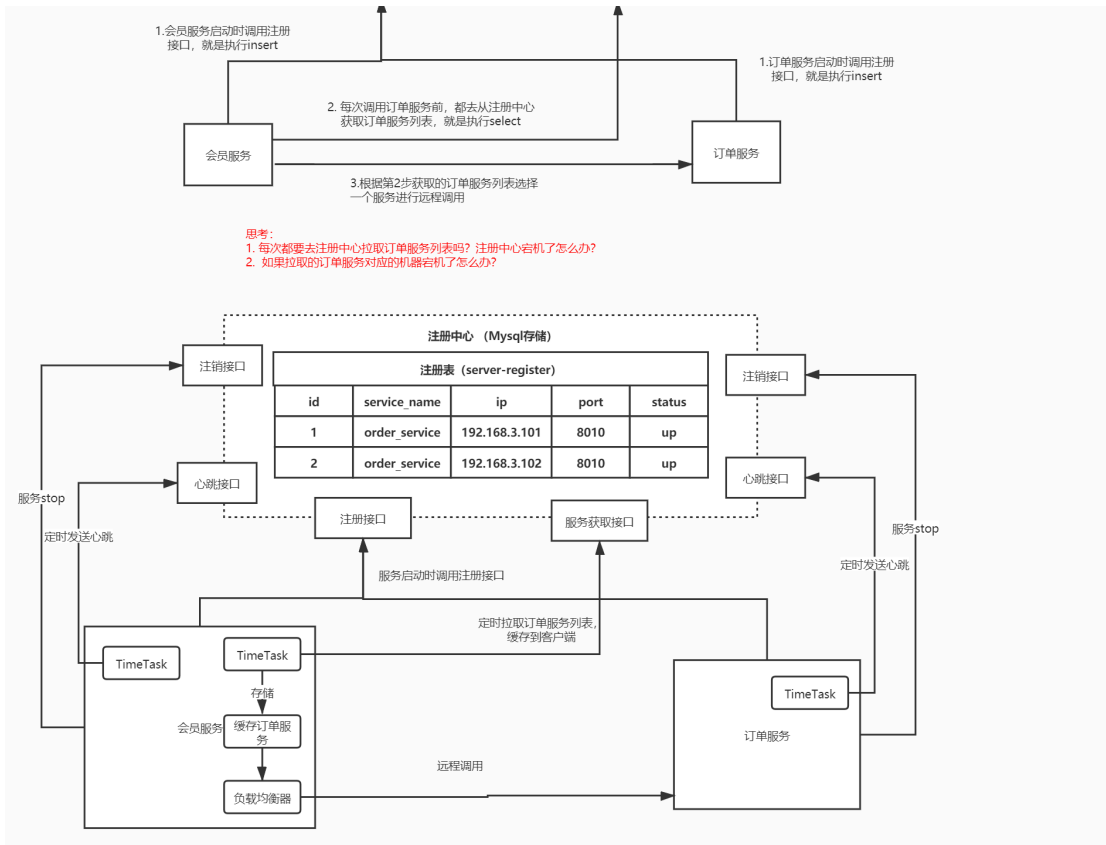 1.会员服务启动时调用注册
接口，就是执行insert
1.订单服务启动时调用注册
接口，就是执行insert
2. 每次调用订单服务前，都去从注册中心
获取订单服务列表，就是执行select
会员服务
订单服务
3.根据第2步获取的订单服务列表选择
一个服务进行远程调用
思考：
1. 每次都要去注册中心拉取订单服务列表吗？注册中心宕机了怎么办？
2. 如果拉取的订单服务对应的机器宕机了怎么办？
注册中心 （Mysql存储）
注销接口
注册表（server-register）
注销接口
id service_name ip port status
1 order_service 192.168.3.101 8010 up
2 order_service 192.168.3.102 8010 up
心跳接口
心跳接口
服务stop
注册接口
服务获取接口
服务stop
定时发送心跳
定时发送心跳
服务启动时调用注册接口
定时拉取订单服务列表，
缓存到客户端
TimeTask
TimeTask
存储
会员服务
缓存订单服
务
负载均衡器
远程调用
TimeTask
订单服务